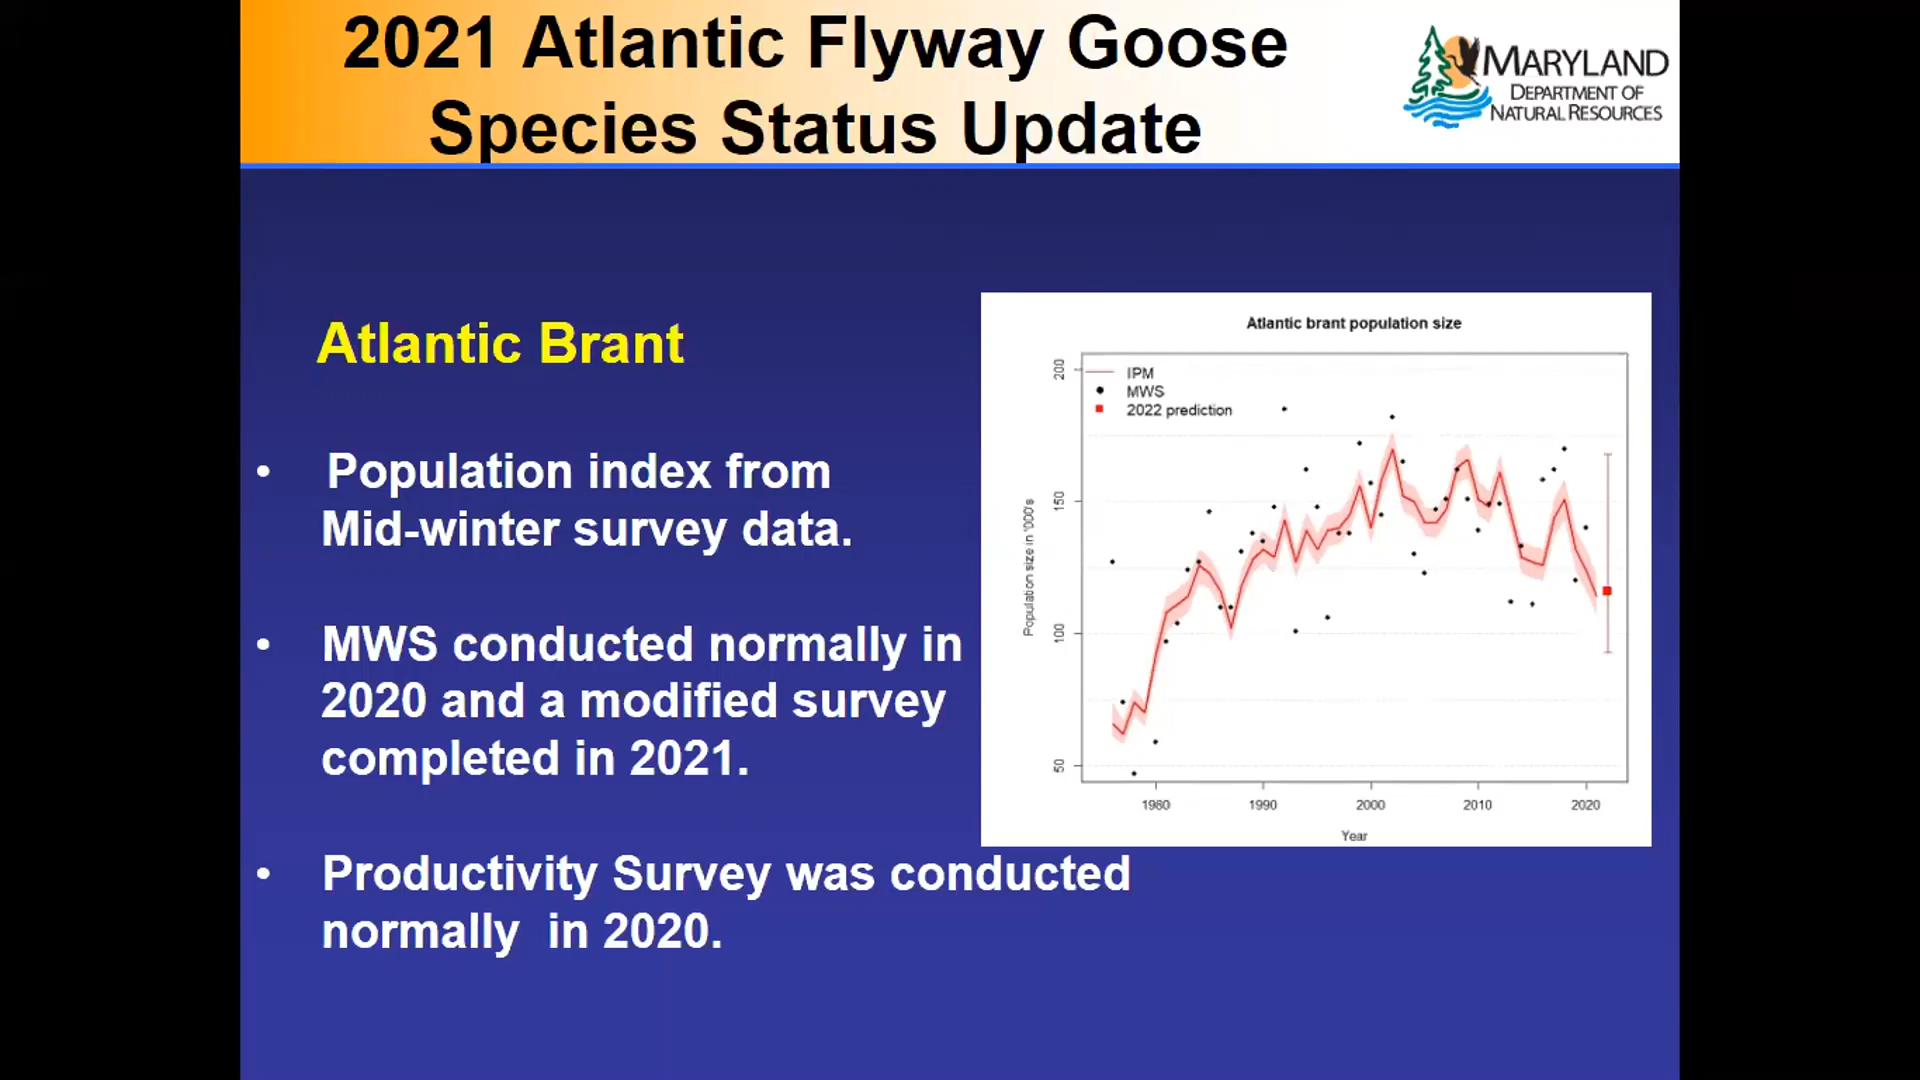 2021 Atlantic Flyway Goose
Species Status Update
MARYLAND
DEPARTMENT OF
NATURAL RESOURCES
Atlantic Brant
• Population index from
Mid-winter survey data.
• MWS conducted normally in
2020 and a modified survey
completed in 2021.
• Productivity Survey was conducted
normally in 2020.
Atlantic brant population size
IPM
MWS
2022 prediction
Population size in '000's
200
150
100
50
1980 1990 2000 2010 2020
Year